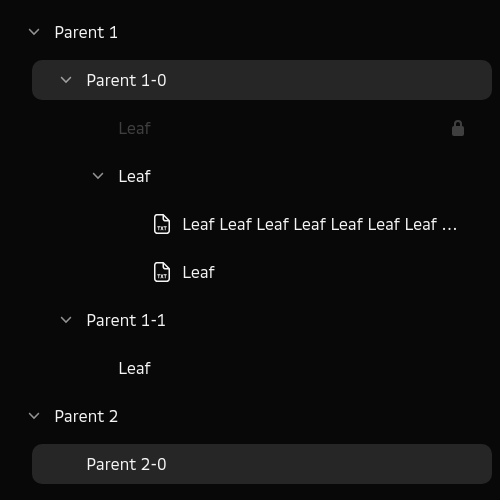 Parent 1
Parent 1-0
Leaf
Leaf
TXT Leaf Leaf Leaf Leaf Leaf Leaf Leaf ...
TXT Leaf
Parent 1-1
Leaf
Parent 2
Parent 2-0